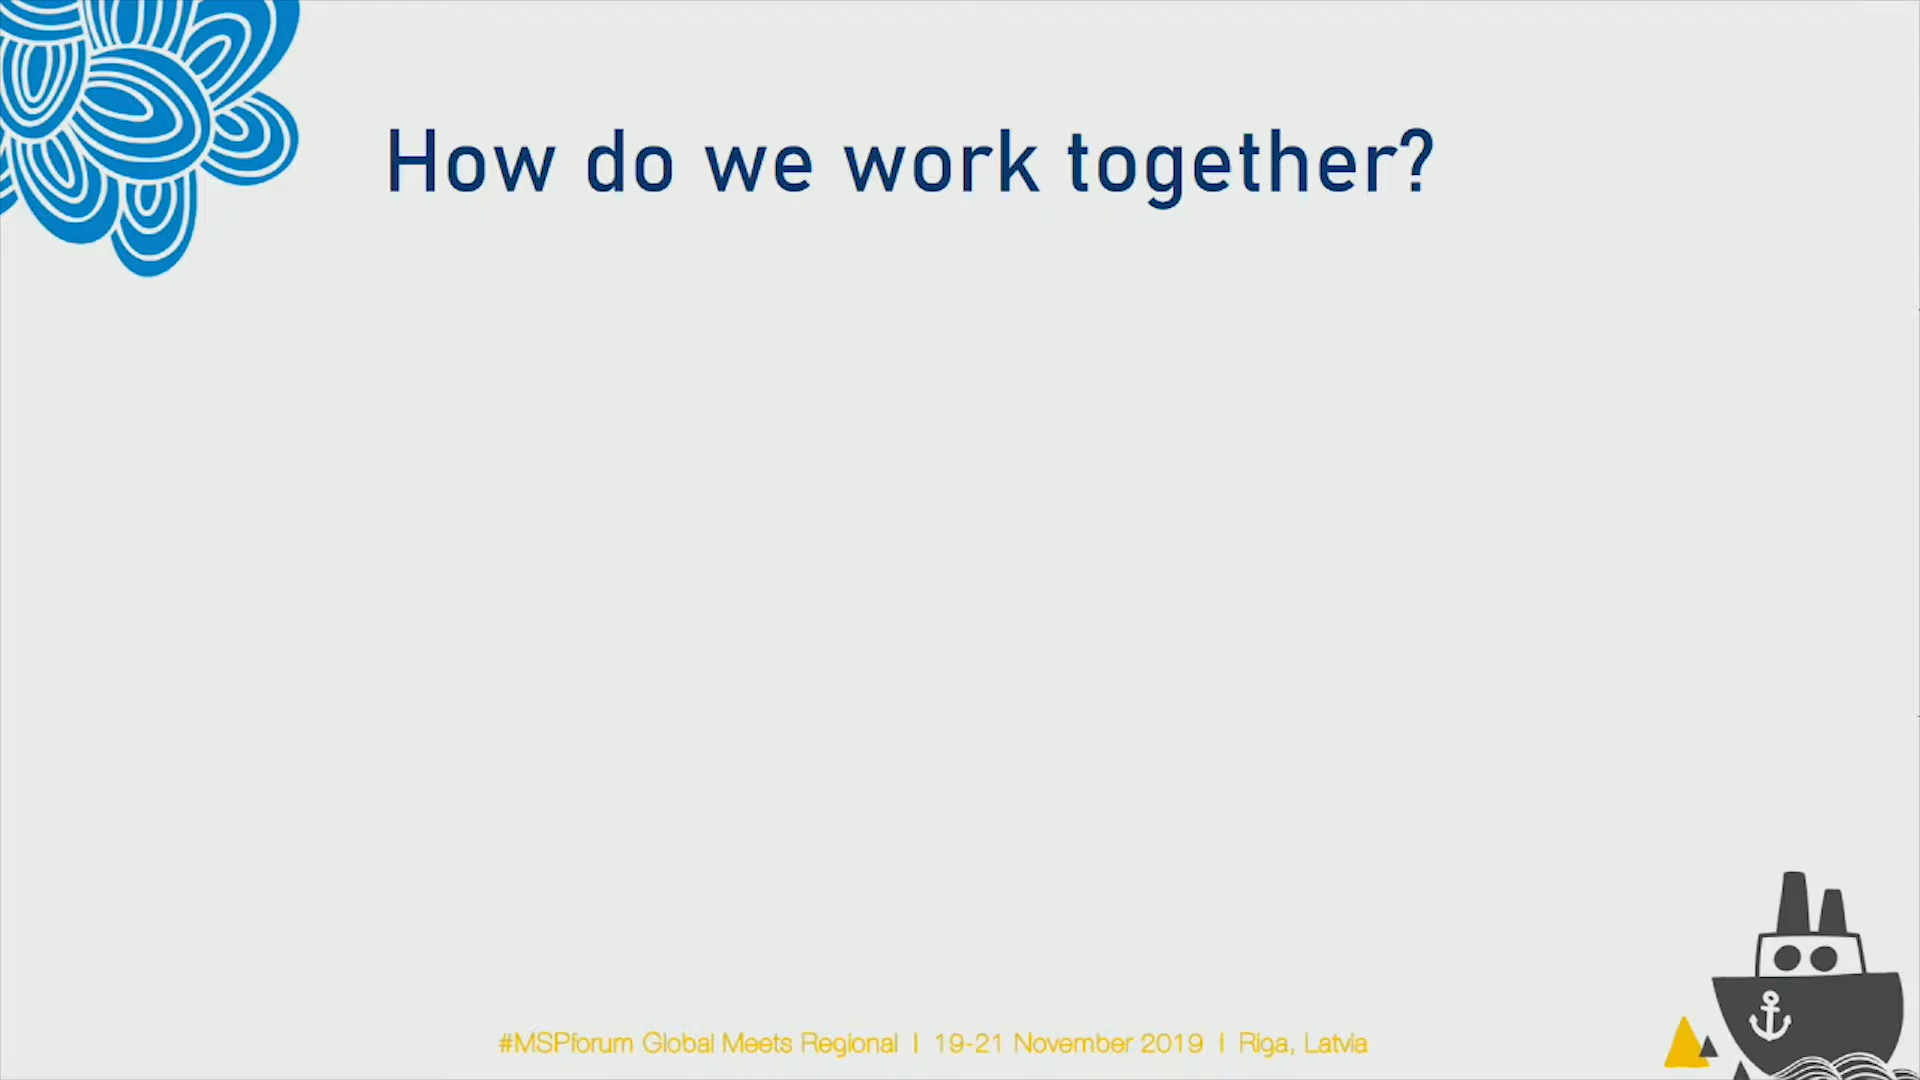 How do we work together?
#MSPforum Global Meets Regional | 19-21 November 2019 | Riga, Latvia